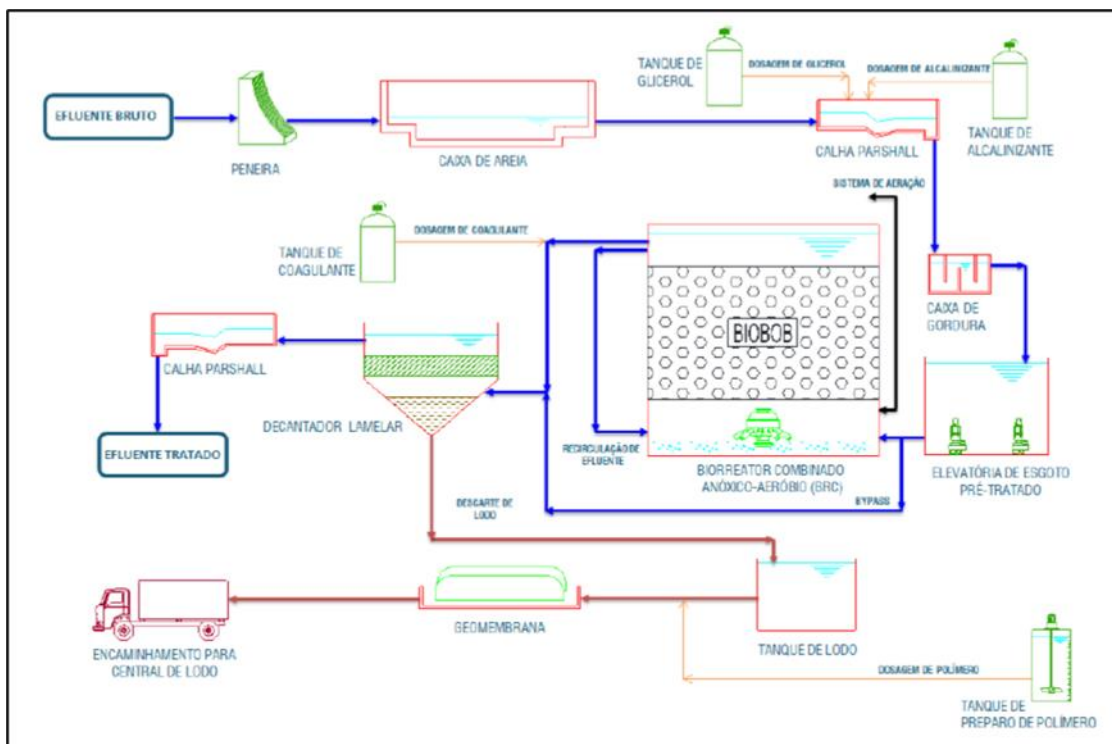 TANQUE DE
GLICEROL
DOSAGEM DE GLICEROL
DOSAGEM DE ALCALINIZANTE
EFLUENTE BRUTO
PENEIRA
CAIXA DE AREIA
CALHA PARSHALL
TANQUE DE
ALCALINIZANTE
SISTEMA DE AERAÇÃO
TANQUE DE
COAGULANTE
DOSAGEM DE COAGULANTE
BIOBOB
CAIXA DE
GORDURA
CALHA PARSHALL
DECANTADOR LAMELAR
EFLUENTE TRATADO
RECIRCULAÇÃO DE
EFLUENTE
BIORREATOR COMBINADO
ANÓXICO-AERÓBIO (BRC)
ELEVATÓRIA DE ESGOTO
PRÉ-TRATADO
BYPASS
DESCARTE DE
LODO
GEOMEMBRANA
TANQUE DE LODO
ENCAMINHAMENTO PARA
CENTRAL DE LODO
DOSAGEM DE POLÍMERO
TANQUE DE
PREPARO DE POLÍMERO